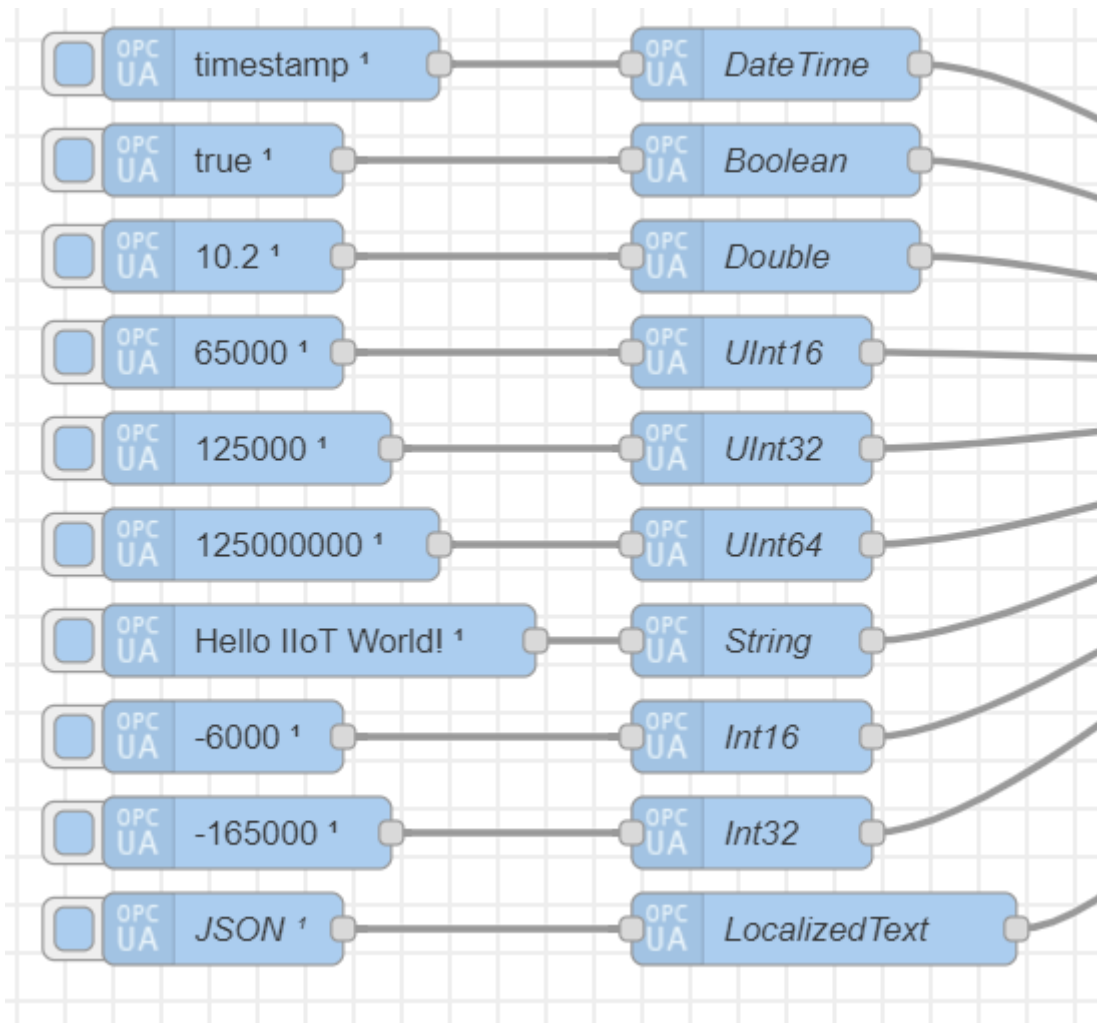 OPC UA timestamp ¹ OPC UA DateTime
OPC UA true ¹ OPC UA Boolean
OPC UA 10.2 ¹ OPC UA Double
OPC UA 65000 ¹ OPC UA UInt16
OPC UA 125000 ¹ OPC UA UInt32
OPC UA 125000000 ¹ OPC UA UInt64
OPC UA Hello IIoT World! ¹ OPC UA String
OPC UA -6000 ¹ OPC UA Int16
OPC UA -165000 ¹ OPC UA Int32
OPC UA JSON ¹ OPC UA LocalizedText